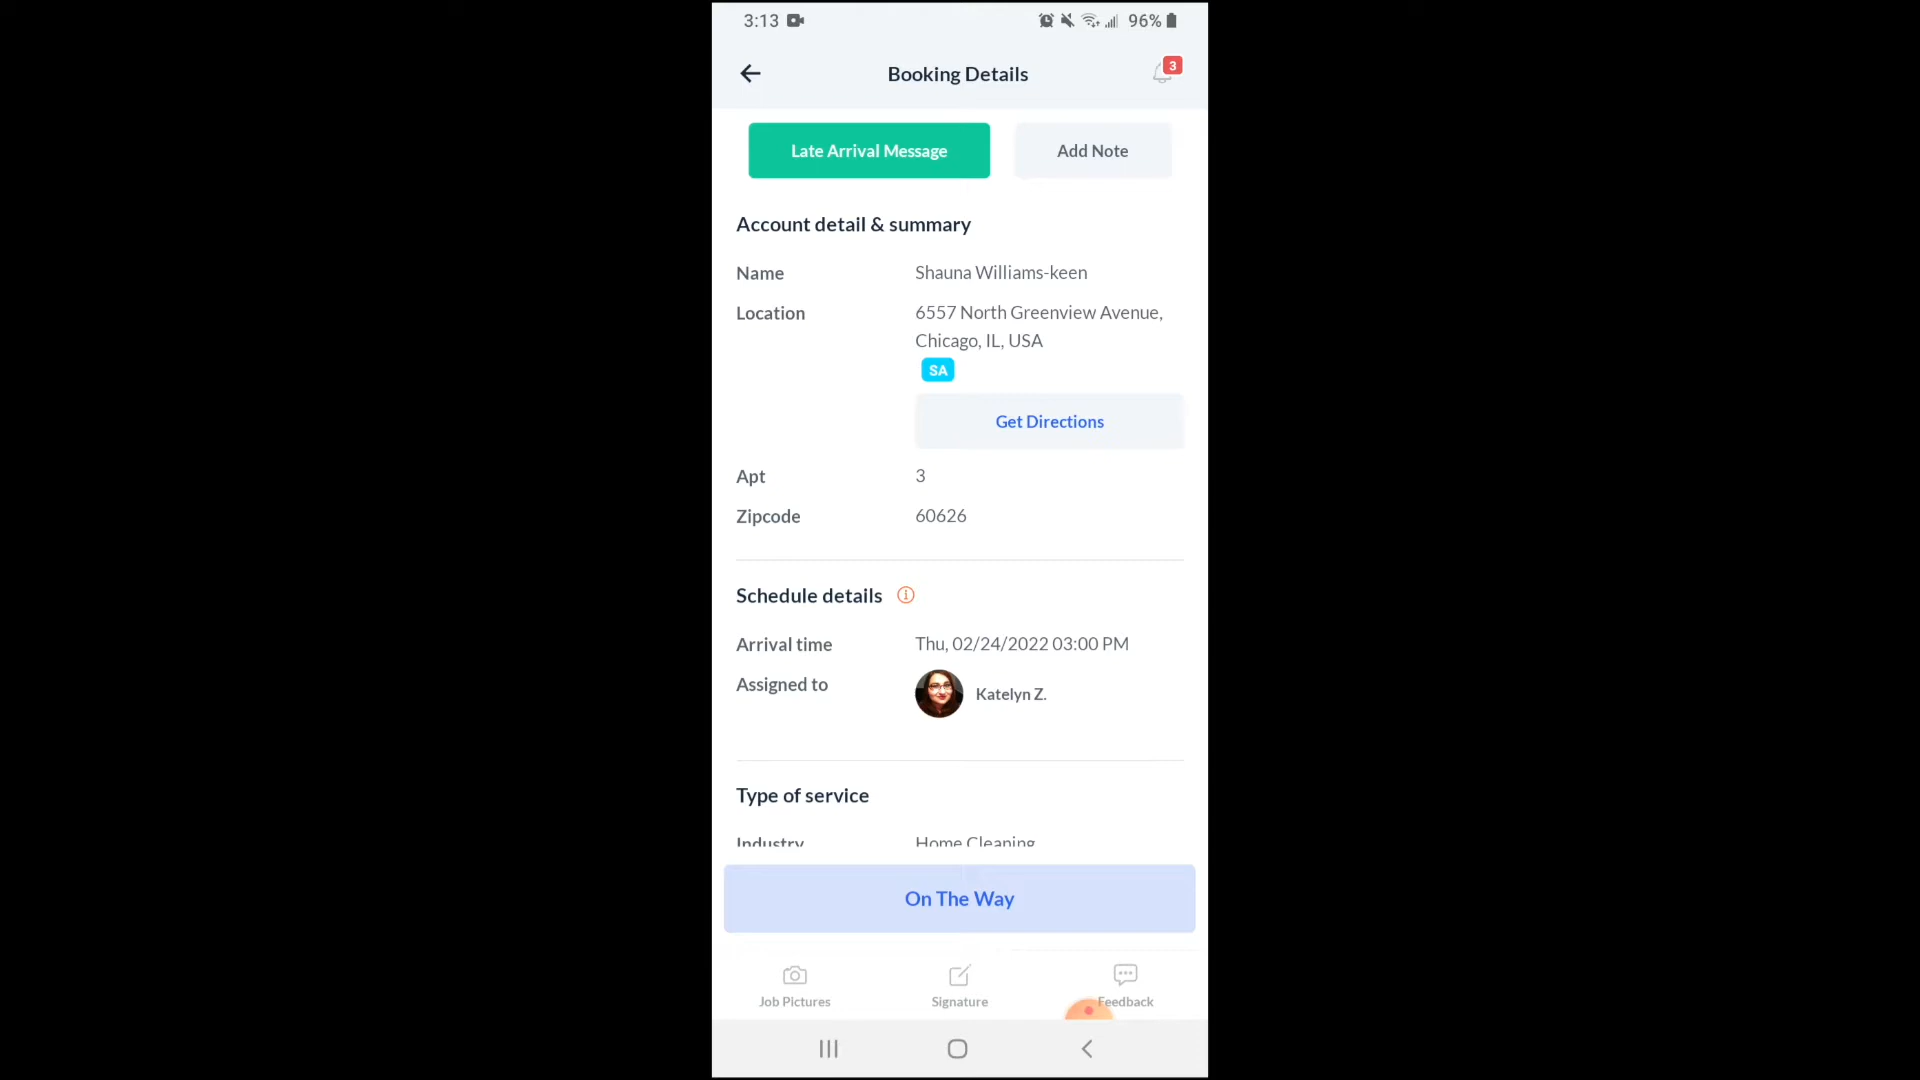 3:13 96%
Booking Details 3
Late Arrival Message Add Note
Account detail & summary
Name Shauna Williams-keen
Location 6557 North Greenview Avenue,
Chicago, IL, USA
SA
Get Directions
Apt 3
Zipcode 60626
Schedule details
Arrival time Thu, 02/24/2022 03:00 PM
Assigned to Katelyn Z.
Type of service
Industry Home Cleaning
On The Way
Job Pictures Signature Feedback